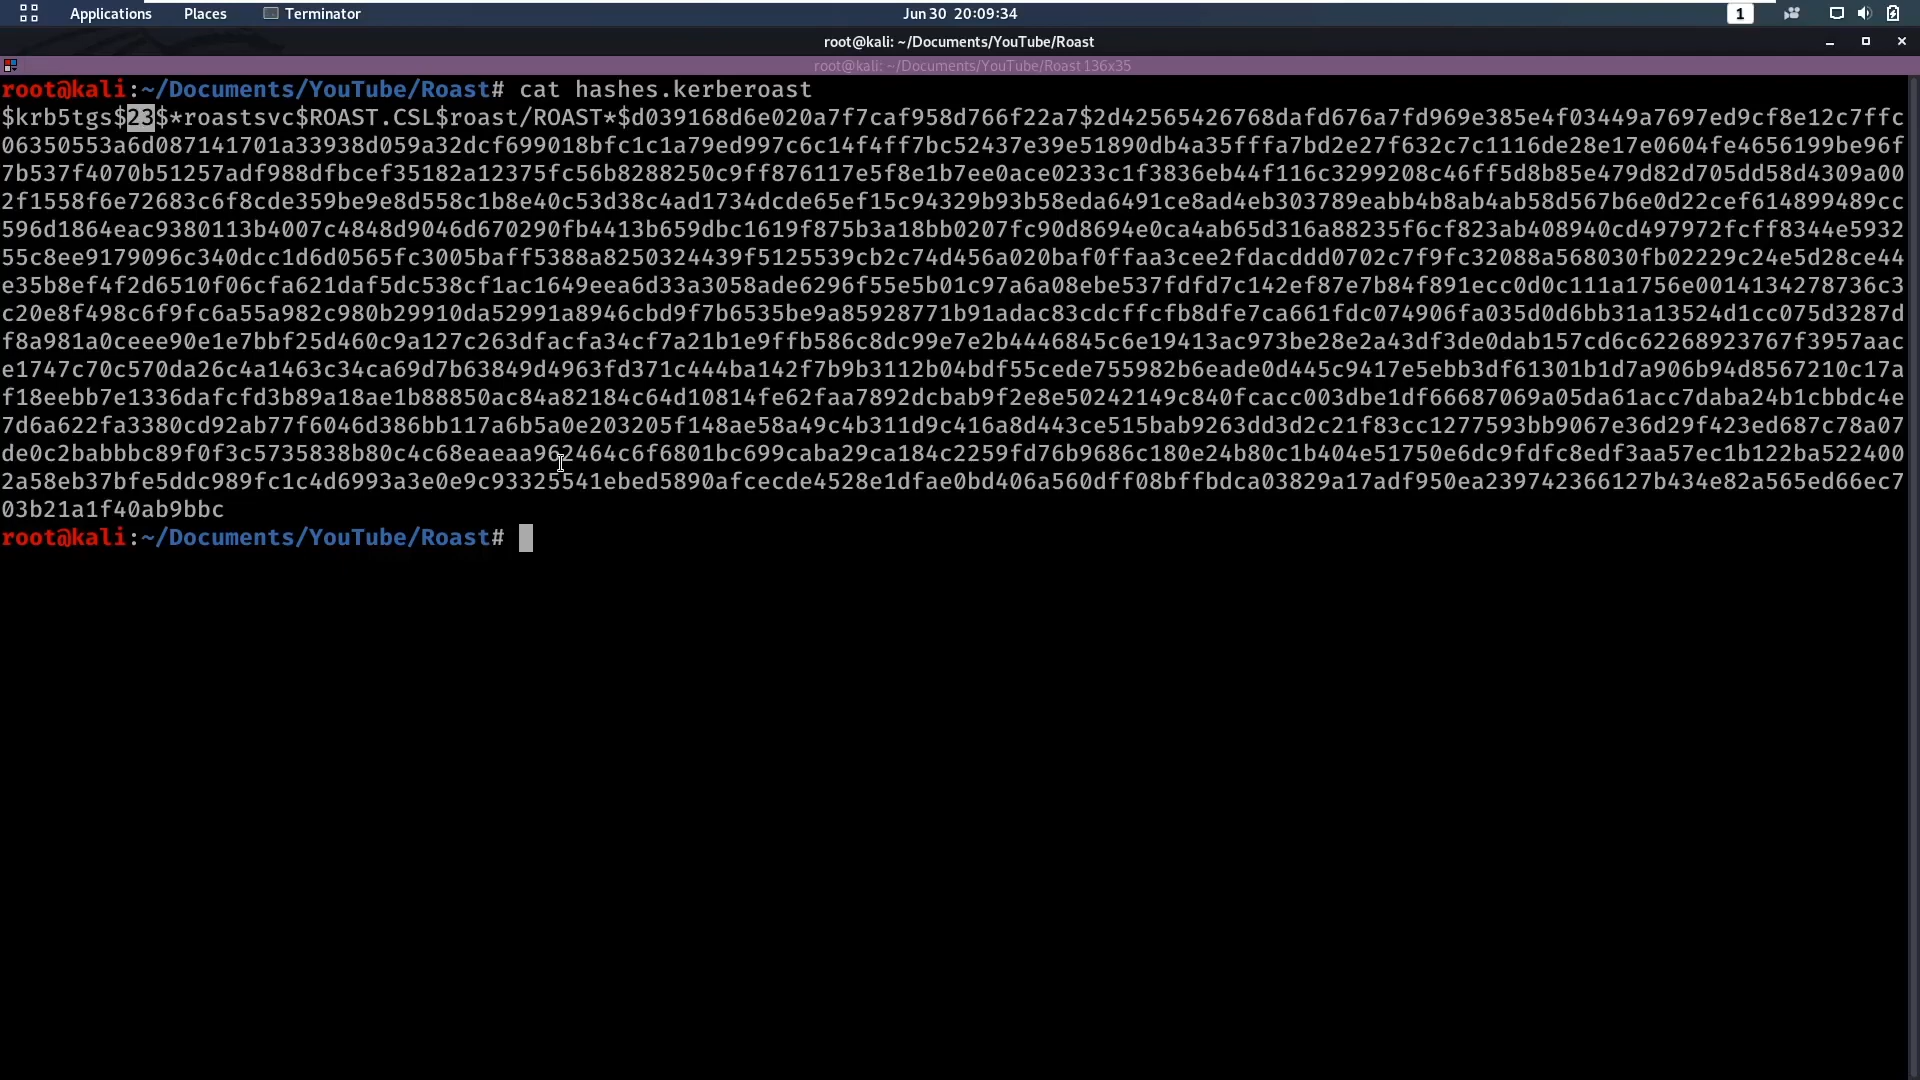 Applications Places Terminator Jun 30 20:09:34 1
root@kali: ~/Documents/YouTube/Roast
root@kali: ~/Documents/YouTube/Roast 136x35
root@kali:~/Documents/YouTube/Roast# cat hashes.kerberoast
$krb5tgs$23$*roastsvc$ROAST.CSL$roast/ROAST*$d039168d6e020a7f7caf958d766f22a7$2d42565426768dafd676a7fd969e385e4f03449a7697ed9cf8e12c7ffc
06350553a6d087141701a33938d059a32dcf699018bfc1c1a79ed997c6c14f4ff7bc52437e39e51890db4a35fffa7bd2e27f632c7c1116de28e17e0604fe4656199be96f
7b537f4070b51257adf988dfbcef35182a12375fc56b8288250c9ff876117e5f8e1b7ee0ace0233c1f3836eb44f116c3299208c46ff5d8b85e479d82d705dd58d4309a00
2f1558f6e72683c6f8cde359be9e8d558c1b8e40c53d38c4ad1734dcde65ef15c94329b93b58eda6491ce8ad4eb303789eabb4b8ab4ab58d567b6e0d22cef614899489cc
596d1864eac9380113b4007c4848d9046d670290fb4413b659dbc1619f875b3a18bb0207fc90d8694e0ca4ab65d316a88235f6cf823ab408940cd497972fcff8344e5932
55c8ee9179096c340dcc1d6d0565fc3005baff5388a8250324439f5125539cb2c74d456a020baf0ffaa3cee2fdacddd0702c7f9fc32088a568030fb02229c24e5d28ce44
e35b8ef4f2d6510f06cfa621daf5dc538cf1ac1649eea6d33a3058ade6296f55e5b01c97a6a08ebe537fdfd7c142ef87e7b84f891ecc0d0c111a1756e0014134278736c3
c20e8f498c6f9fc6a55a982c980b29910da52991a8946cbd9f7b6535be9a85928771b91adac83cdcffcfb8dfe7ca661fdc074906fa035d0d6bb31a13524d1cc075d3287d
f8a981a0ceee90e1e7bbf25d460c9a127c263dfacfa34cf7a21b1e9ffb586c8dc99e7e2b4446845c6e19413ac973be28e2a43df3de0dab157cd6c62268923767f3957aac
e1747c70c570da26c4a1463c34ca69d7b63849d4963fd371c444ba142f7b9b3112b04bdf55cede755982b6eade0d445c9417e5ebb3df61301b1d7a906b94d8567210c17a
f18eebb7e1336dafcfd3b89a18ae1b88850ac84a82184c64d10814fe62faa7892dcbab9f2e8e50242149c840fcacc003dbe1df66687069a05da61acc7daba24b1cbbdc4e
7d6a622fa3380cd92ab77f6046d386bb117a6b5a0e203205f148ae58a49c4b311d9c416a8d443ce515bab9263dd3d2c21f83cc1277593bb9067e36d29f423ed687c78a07
de0c2babbbc89f0f3c5735838b80c4c68eaeaa962464c6f6801bc699caba29ca184c2259fd76b9686c180e24b80c1b404e51750e6dc9fdfc8edf3aa57ec1b122ba522400
2a58eb37bfe5ddc989fc1c4d6993a3e0e9c93325541ebed5890afcecde4528e1dfae0bd406a560dff08bffbdca03829a17adf950ea239742366127b434e82a565ed66ec7
03b21a1f40ab9bbc
root@kali:~/Documents/YouTube/Roast#